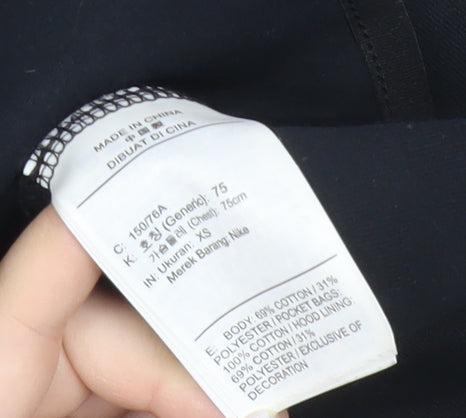 MADE IN CHINA
中国製
DIBUAT DI CINA
C: 150/76A
K: 호칭 (Generic): 75
가슴둘레 (Chest): 75cm
IN: Ukuran: XS
Merek Barang: Nike
E: BODY: 69% COTTON / 31%
POLYESTER / POCKET BAGS:
100% COTTON / HOOD LINING:
69% COTTON / 31%
POLYESTER / EXCLUSIVE OF
DECORATION